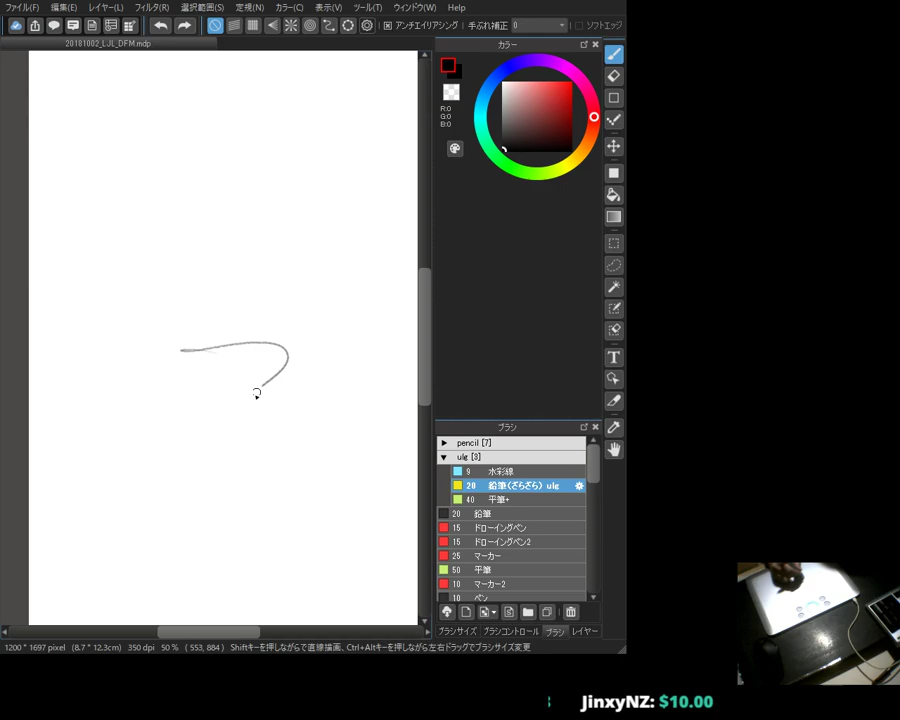 ファイル(F) 編集(E) レイヤー(L) フィルタ(R) 選択範囲(S) 定規(N) カラー(C) 表示(V) ツール(T) ウィンドウ(W) Help
アンチエイリアシング 手ぶれ補正 0 ソフトエッジ
20181002_LJL_DFM.mdp
カラー
R:0
G:0
B:0
ブラシ
pencil [7]
ulg [3]
9 水彩線
20 鉛筆(ざらざら) ulg
40 平筆+
20 鉛筆
15 ドローイングペン
15 ドローイングペン2
25 マーカー
50 平筆
10 マーカー2
10 ペン
ブラシサイズ ブラシコントロール ブラシ レイヤー
1200 * 1697 pixel (8.7 * 12.3cm) 350 dpi 50 % ( 553, 884 ) Shiftキーを押しながらで直線描画、Ctrl+Altキーを押しながら左右ドラッグでブラシサイズ変更
JinxyNZ: $10.00